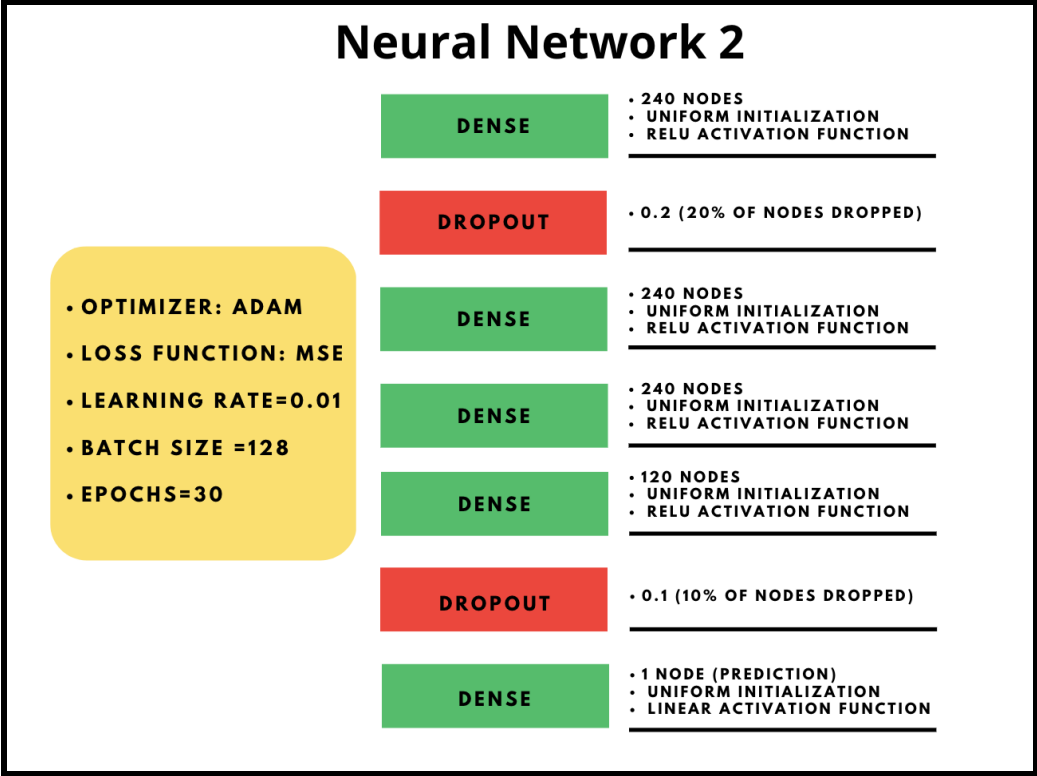 Neural Network 2
DENSE
• 240 NODES
• UNIFORM INITIALIZATION
• RELU ACTIVATION FUNCTION
DROPOUT
• 0.2 (20% OF NODES DROPPED)
• OPTIMIZER: ADAM
• LOSS FUNCTION: MSE
• LEARNING RATE=0.01
• BATCH SIZE =128
• EPOCHS=30
DENSE
• 240 NODES
• UNIFORM INITIALIZATION
• RELU ACTIVATION FUNCTION
DENSE
• 240 NODES
• UNIFORM INITIALIZATION
• RELU ACTIVATION FUNCTION
DENSE
• 120 NODES
• UNIFORM INITIALIZATION
• RELU ACTIVATION FUNCTION
DROPOUT
• 0.1 (10% OF NODES DROPPED)
DENSE
• 1 NODE (PREDICTION)
• UNIFORM INITIALIZATION
• LINEAR ACTIVATION FUNCTION